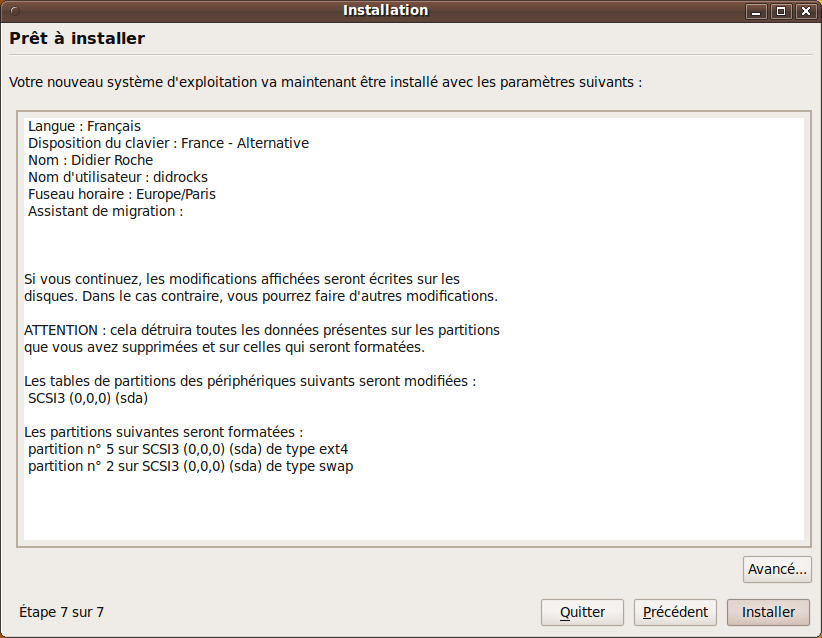 Installation
Prêt à installer
Votre nouveau système d'exploitation va maintenant être installé avec les paramètres suivants :
Langue : Français
Disposition du clavier : France - Alternative
Nom : Didier Roche
Nom d'utilisateur : didrocks
Fuseau horaire : Europe/Paris
Assistant de migration :
Si vous continuez, les modifications affichées seront écrites sur les
disques. Dans le cas contraire, vous pourrez faire d'autres modifications.
ATTENTION : cela détruira toutes les données présentes sur les partitions
que vous avez supprimées et sur celles qui seront formatées.
Les tables de partitions des périphériques suivants seront modifiées :
SCSI3 (0,0,0) (sda)
Les partitions suivantes seront formatées :
partition n° 5 sur SCSI3 (0,0,0) (sda) de type ext4
partition n° 2 sur SCSI3 (0,0,0) (sda) de type swap
Avancé...
Étape 7 sur 7
Quitter
Précédent
Installer